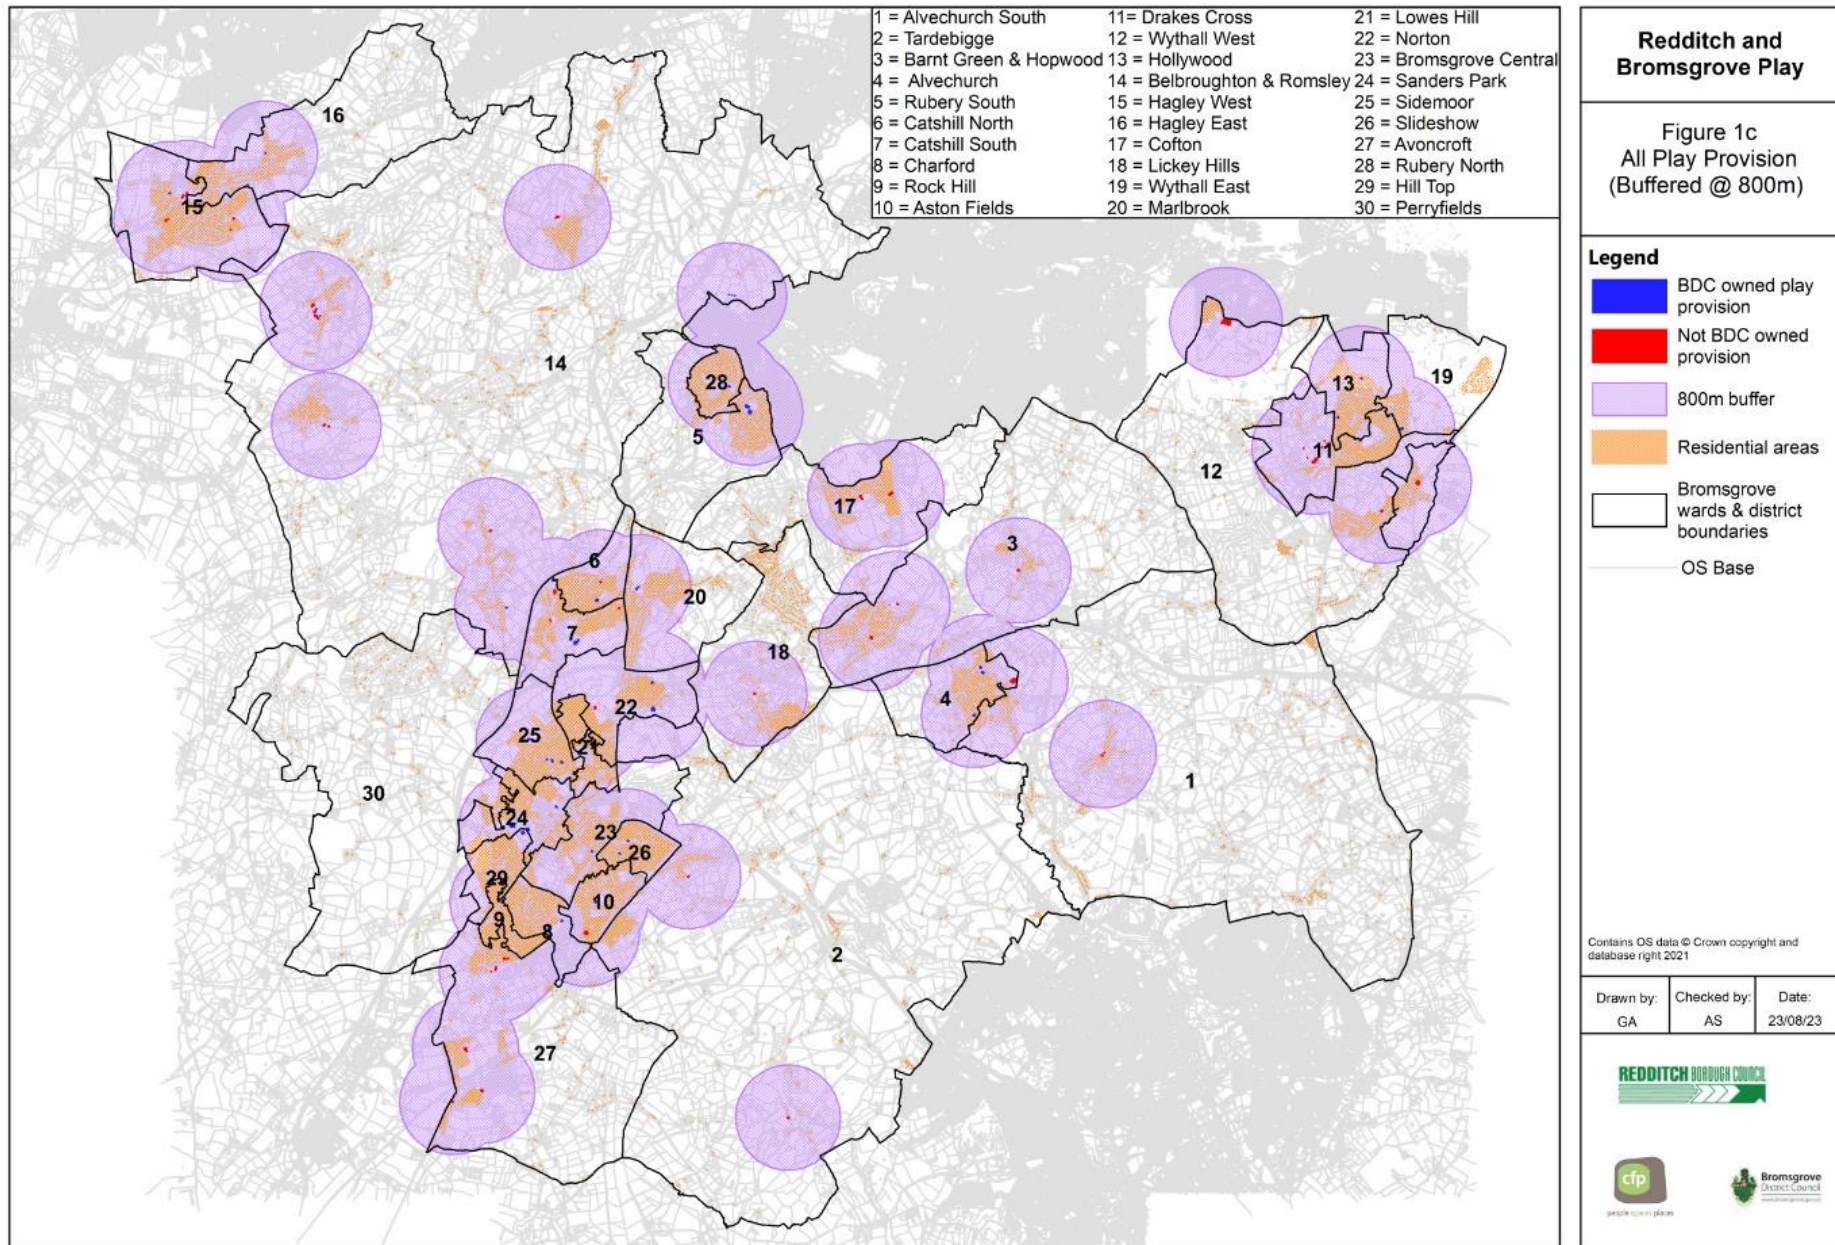 1 = Alvechurch South
2 = Tardebigge
3 = Barnt Green & Hopwood
4 = Alvechurch
5 = Rubery South
6 = Catshill North
7 = Catshill South
8 = Charford
9 = Rock Hill
10 = Aston Fields
11= Drakes Cross
12 = Wythall West
13 = Hollywood
14 = Belbroughton & Romsley
15 = Hagley West
16 = Hagley East
17 = Cofton
18 = Lickey Hills
19 = Wythall East
20 = Marlbrook
21 = Lowes Hill
22 = Norton
23 = Bromsgrove Central
24 = Sanders Park
25 = Sidemoor
26 = Slideshow
27 = Avoncroft
28 = Rubery North
29 = Hill Top
30 = Perryfields
16
15
14
28
5
13
19
11
12
17
3
6
20
7
18
22
4
25
21
1
30
24
23
26
29
10
9
8
2
27
Redditch and
Bromsgrove Play
Figure 1c
All Play Provision
(Buffered @ 800m)
Legend
BDC owned play
provision
Not BDC owned
provision
800m buffer
Residential areas
Bromsgrove
wards & district
boundaries
OS Base
Contains OS data © Crown copyright and
database right 2021
Drawn by:
GA
Checked by:
AS
Date:
23/08/23
REDDITCH BOROUGH COUNCIL
cfp
people spaces places
Bromsgrove
District Council